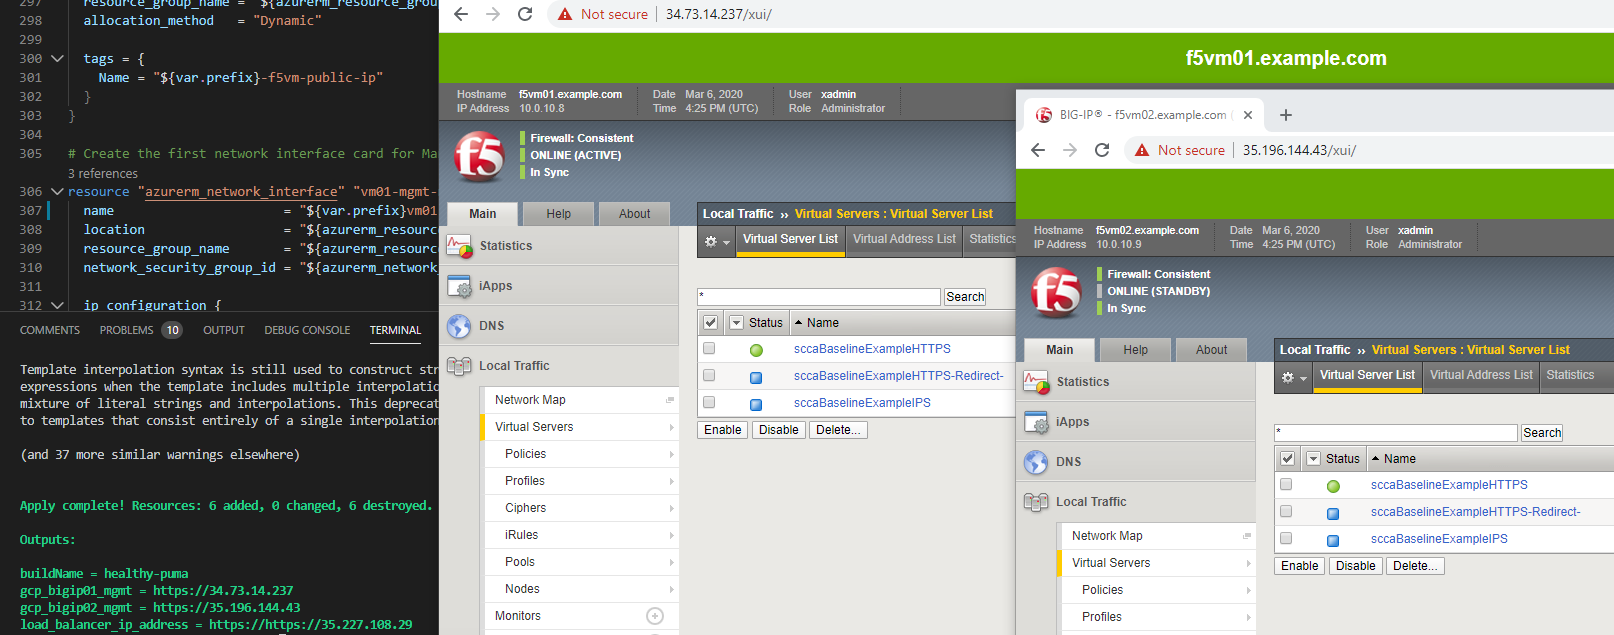 297 resource_group_name = "${azurerm_resource_grou
298 allocation_method = "Dynamic"
299
300 tags = {
301 Name = "${var.prefix}-f5vm-public-ip"
302 }
303 }
304
305 # Create the first network interface card for Ma
3 references
306 resource "azurerm_network_interface" "vm01-mgmt-
307 name = "${var.prefix}vm01
308 location = "${azurerm_resourc
309 resource_group_name = "${azurerm_resourc
310 network_security_group_id = "${azurerm_network_
311
312 ip_configuration {
COMMENTS PROBLEMS 10 OUTPUT DEBUG CONSOLE TERMINAL
Template interpolation syntax is still used to construct str
expressions when the template includes multiple interpolatio
mixture of literal strings and interpolations. This deprecat
to templates that consist entirely of a single interpolation
(and 37 more similar warnings elsewhere)
Apply complete! Resources: 6 added, 0 changed, 6 destroyed.
Outputs:
buildName = healthy-puma
gcp_bigip01_mgmt = https://34.73.14.237
gcp_bigip02_mgmt = https://35.196.144.43
load_balancer_ip_address = https://https://35.227.108.29
Not secure 34.73.14.237/xui/
f5vm01.example.com
Hostname f5vm01.example.com Date Mar 6, 2020 User xadmin
IP Address 10.0.10.8 Time 4:25 PM (UTC) Role Administrator
f5
Firewall: Consistent
ONLINE (ACTIVE)
In Sync
Main Help About
Local Traffic ›› Virtual Servers : Virtual Server List
Virtual Server List Virtual Address List Statistics
Statistics
iApps
DNS
Local Traffic
Network Map
Virtual Servers
Policies
Profiles
Ciphers
iRules
Pools
Nodes
Monitors
* Search
Status Name
sccaBaselineExampleHTTPS
sccaBaselineExampleHTTPS-Redirect-
sccaBaselineExampleIPS
Enable Disable Delete...
BIG-IP® - f5vm02.example.com (
Not secure 35.196.144.43/xui/
Hostname f5vm02.example.com Date Mar 6, 2020 User xadmin
IP Address 10.0.10.9 Time 4:25 PM (UTC) Role Administrator
f5
Firewall: Consistent
ONLINE (STANDBY)
In Sync
Main Help About
Local Traffic ›› Virtual Servers : Virtual Server List
Virtual Server List Virtual Address List Statistics
Statistics
iApps
DNS
Local Traffic
Network Map
Virtual Servers
Policies
Profiles
* Search
Status Name
sccaBaselineExampleHTTPS
sccaBaselineExampleHTTPS-Redirect-
sccaBaselineExampleIPS
Enable Disable Delete...